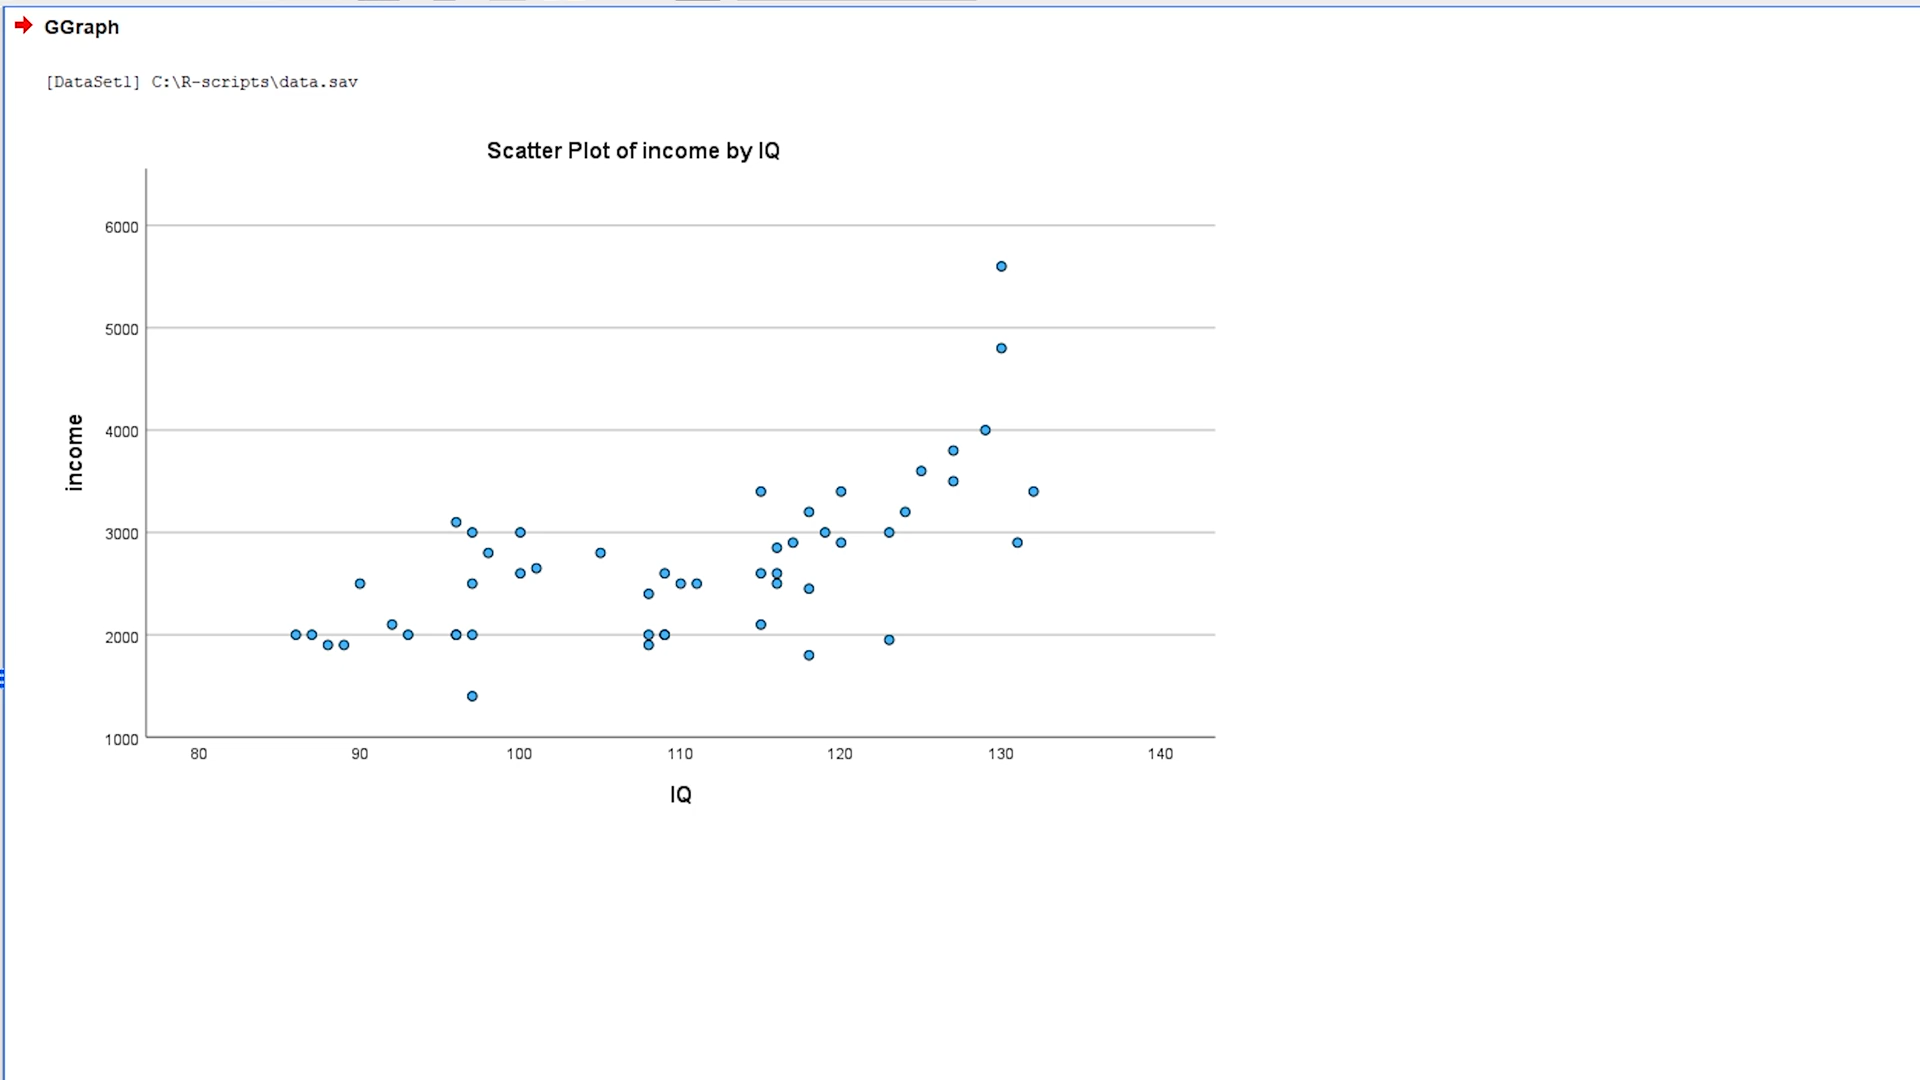 GGraph
[DataSet1] C:\R-scripts\data.sav
Scatter Plot of income by IQ
6000
5000
4000
3000
2000
1000
income
80 90 100 110 120 130 140
IQ